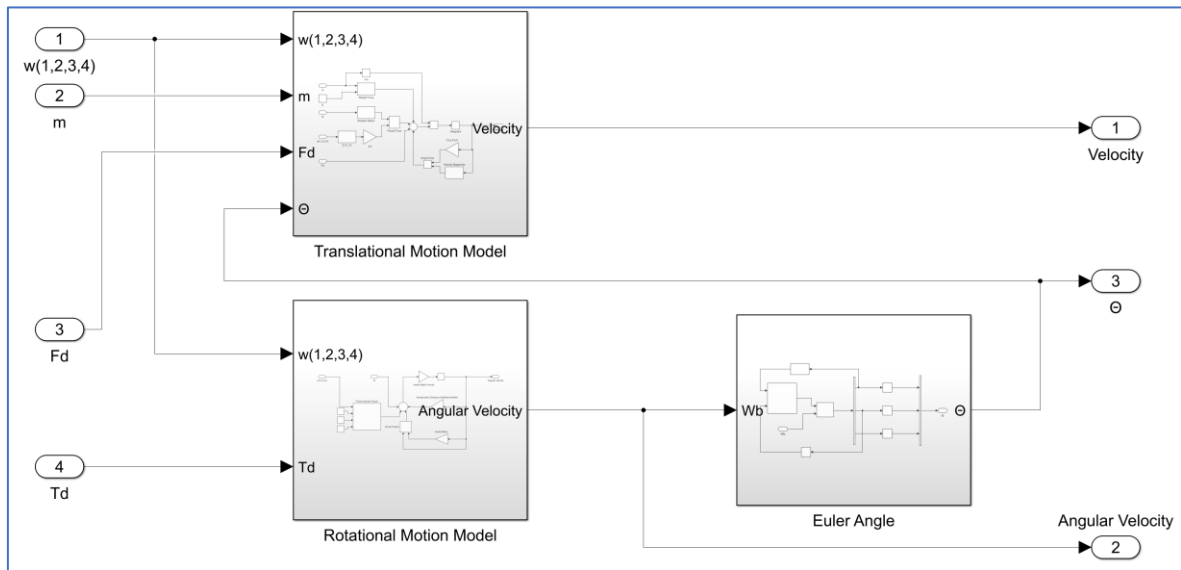 1
w(1,2,3,4)
2
m
3
Fd
4
Td
w(1,2,3,4)
m
Fd
Θ
Velocity
Translational Motion Model
w(1,2,3,4)
Td
Angular Velocity
Rotational Motion Model
Wb
Θ
Euler Angle
1
Velocity
3
Θ
Angular Velocity
2